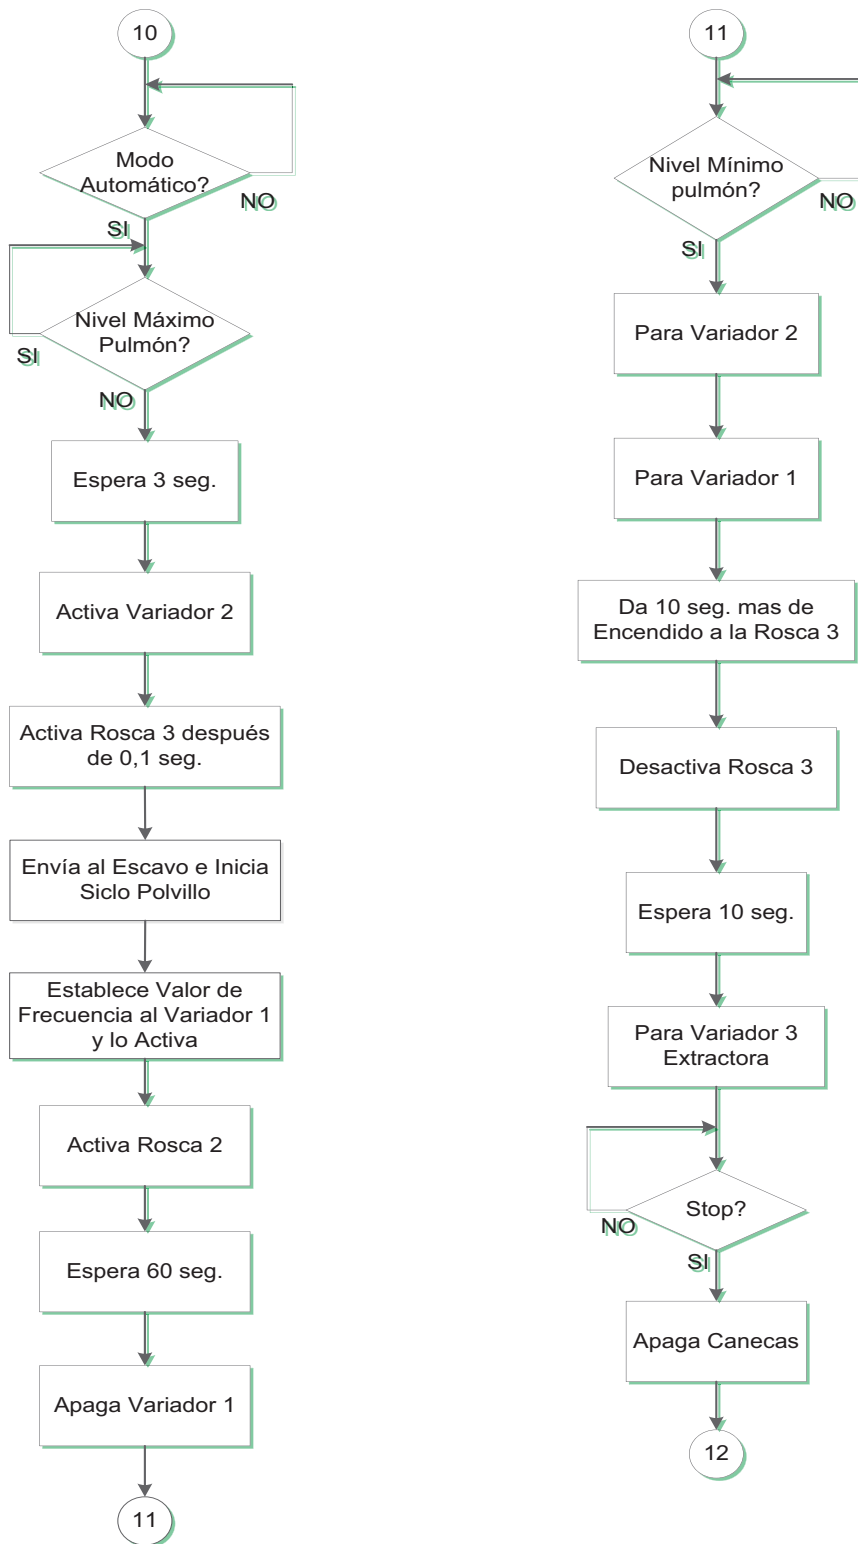 10
Modo
Automático?
NO
SI
Nivel Máximo
Pulmón?
SI
NO
Espera 3 seg.
Activa Variador 2
Activa Rosca 3 después
de 0,1 seg.
Envía al Escavo e Inicia
Siclo Polvillo
Establece Valor de
Frecuencia al Variador 1
y lo Activa
Activa Rosca 2
Espera 60 seg.
Apaga Variador 1
11
11
Nivel Mínimo
pulmón?
NO
SI
Para Variador 2
Para Variador 1
Da 10 seg. mas de
Encendido a la Rosca 3
Desactiva Rosca 3
Espera 10 seg.
Para Variador 3
Extractora
Stop?
NO
SI
Apaga Canecas
12